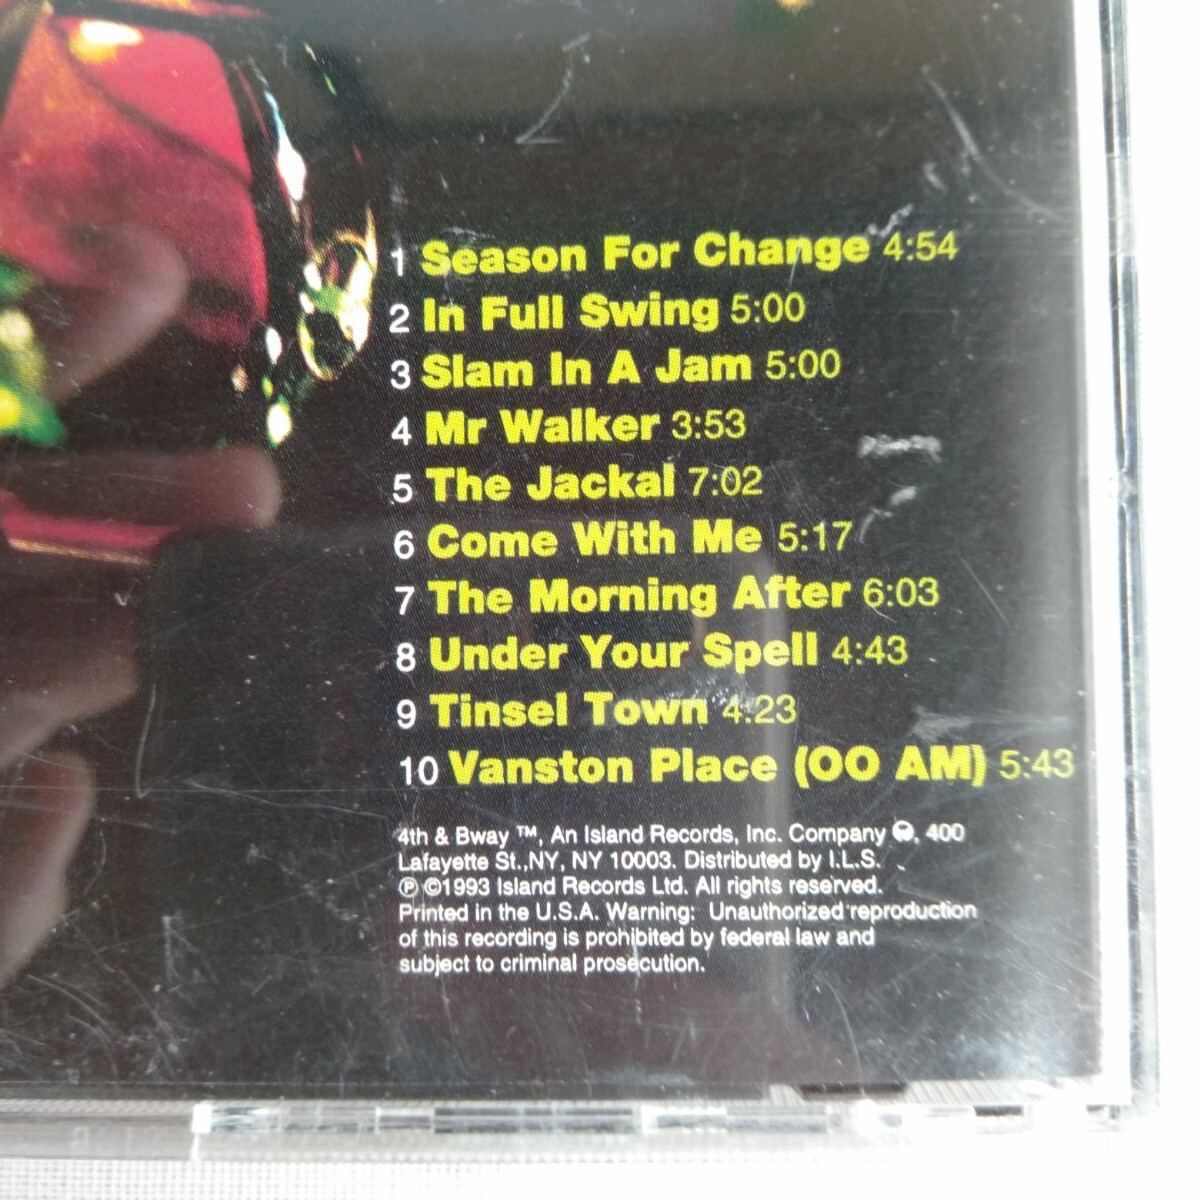 1 Season For Change 4:54
2 In Full Swing 5:00
3 Slam In A Jam 5:00
4 Mr Walker 3:53
5 The Jackal 7:02
6 Come With Me 5:17
7 The Morning After 6:03
8 Under Your Spell 4:43
9 Tinsel Town 4:23
10 Vanston Place (OO AM) 5:43
4th & Bway ™, An Island Records, Inc. Company , 400
Lafayette St.,NY, NY 10003. Distributed by I.L.S.
℗ ©1993 Island Records Ltd. All rights reserved.
Printed in the U.S.A. Warning: Unauthorized reproduction
of this recording is prohibited by federal law and
subject to criminal prosecution.